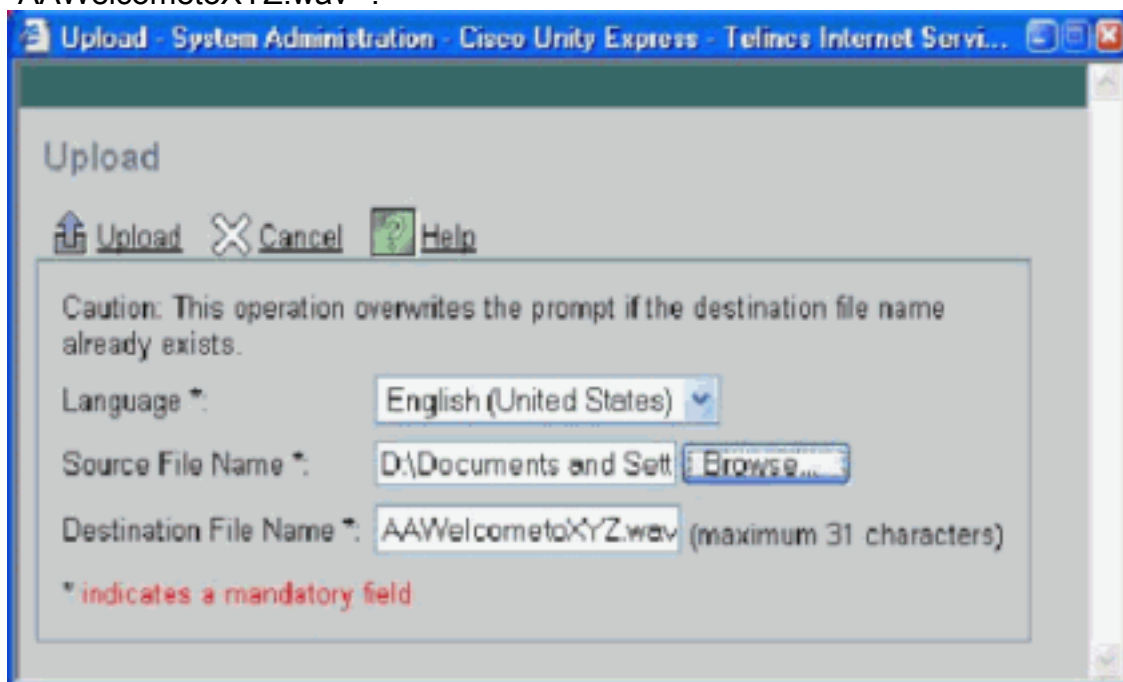 AAWelcometoXYZ.wav" .
Upload - System Administration - Cisco Unity Express - Telincs Internet Servi...
Upload
Upload Cancel Help
Caution: This operation overwrites the prompt if the destination file name
already exists.
Language *:
English (United States)
Source File Name *:
D:\Documents and Sett Browse...
Destination File Name *:
AAWelcometoXYZ.wav (maximum 31 characters)
* indicates a mandatory field